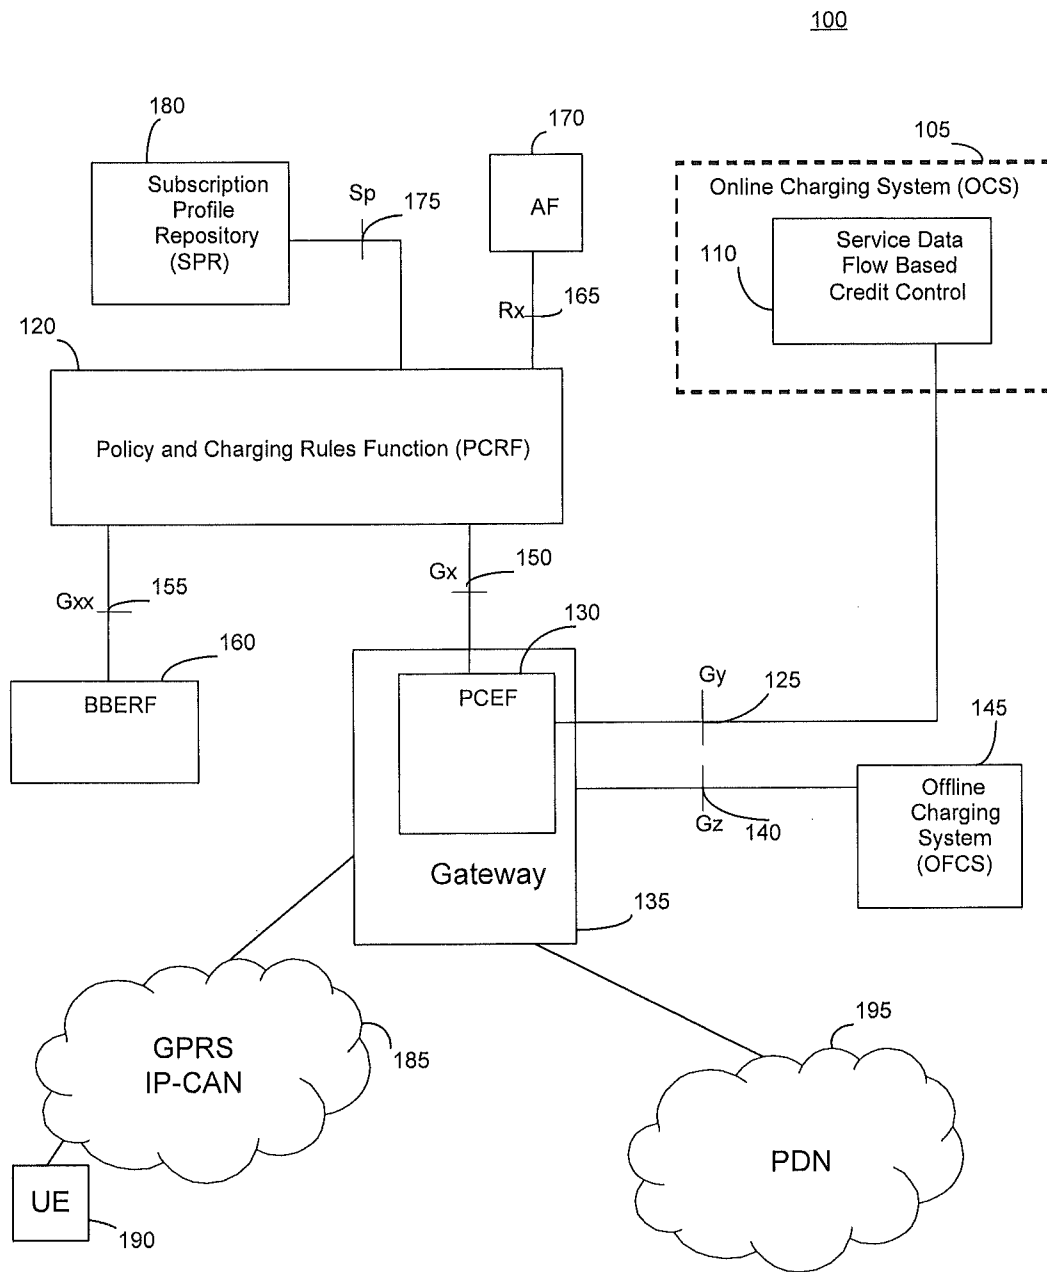 100
180
170
105
Subscription
Profile
Repository
(SPR)
Sp
175
AF
Online Charging System (OCS)
110
Service Data
Flow Based
Credit Control
Rx
165
120
Policy and Charging Rules Function (PCRF)
Gxx
155
Gx
150
130
160
BBERF
PCEF
Gy
125
145
Offline
Charging
System
(OFCS)
Gz
140
Gateway
135
GPRS
IP-CAN
185
195
PDN
UE
190